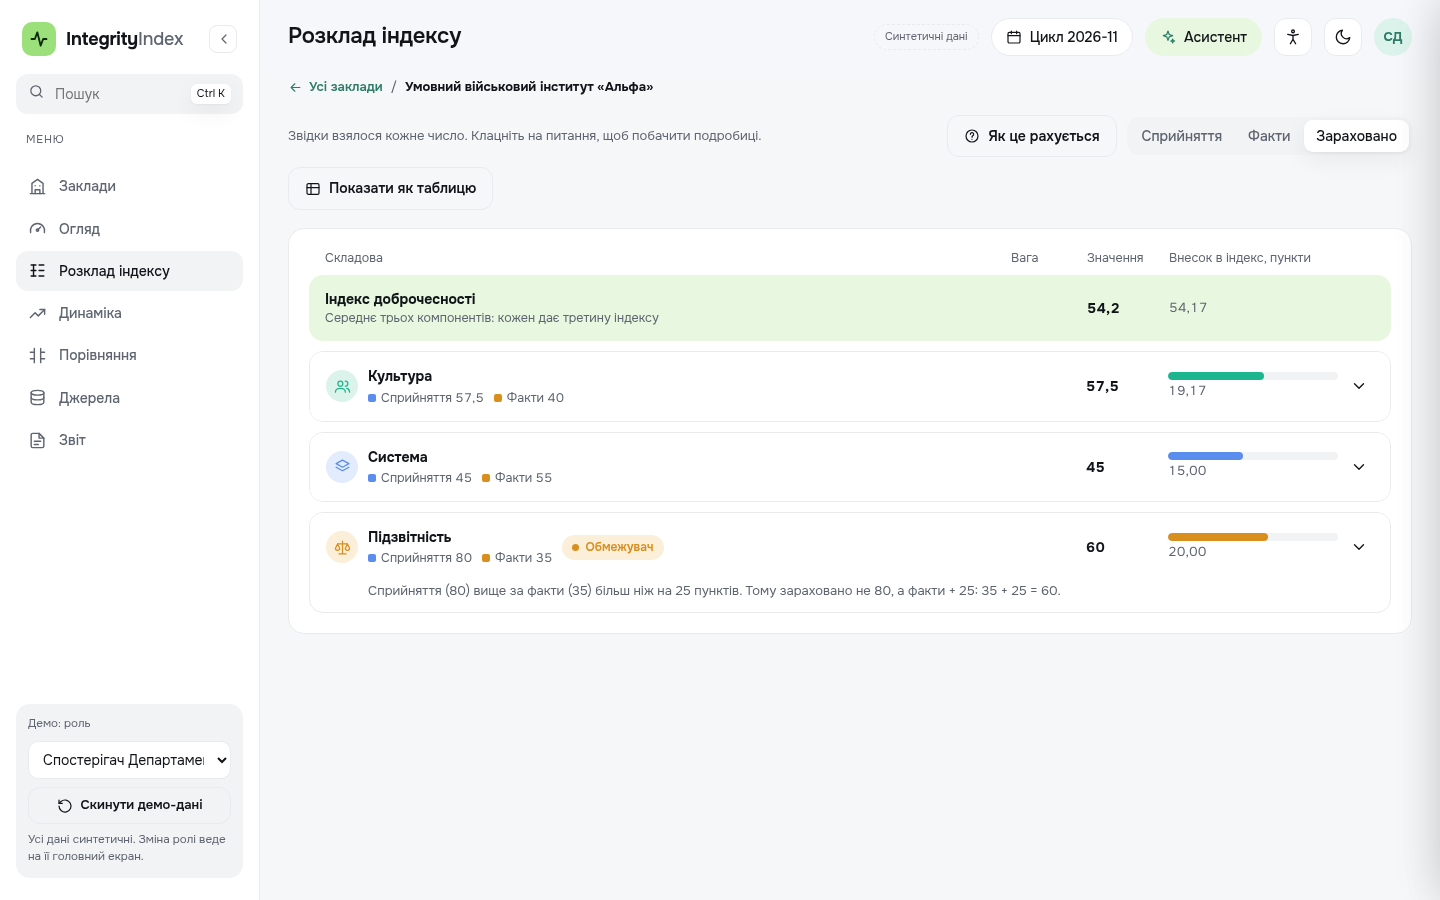 IntegrityIndex
Пошук
Ctrl K
МЕНЮ
Заклади
Огляд
Розклад індексу
Динаміка
Порівняння
Джерела
Звіт
Демо: роль
Спостерігач Департамен
Скинути демо-дані
Усі дані синтетичні. Зміна ролі веде
на її головний екран.
Розклад індексу
Синтетичні дані
Цикл 2026-11
Асистент
СД
← Усі заклади / Умовний військовий інститут «Альфа»
Звідки взялося кожне число. Клацніть на питання, щоб побачити подробиці.
Як це рахується
Сприйняття
Факти
Зараховано
Показати як таблицю
Складова Вага Значення Внесок в індекс, пункти
Індекс доброчесності
Середнє трьох компонентів: кожен дає третину індексу
54,2
54,17
Культура
Сприйняття 57,5 Факти 40
57,5
19,17
Система
Сприйняття 45 Факти 55
45
15,00
Підзвітність
Сприйняття 80 Факти 35
Обмежувач
60
20,00
Сприйняття (80) вище за факти (35) більш ніж на 25 пунктів. Тому зараховано не 80, а факти + 25: 35 + 25 = 60.